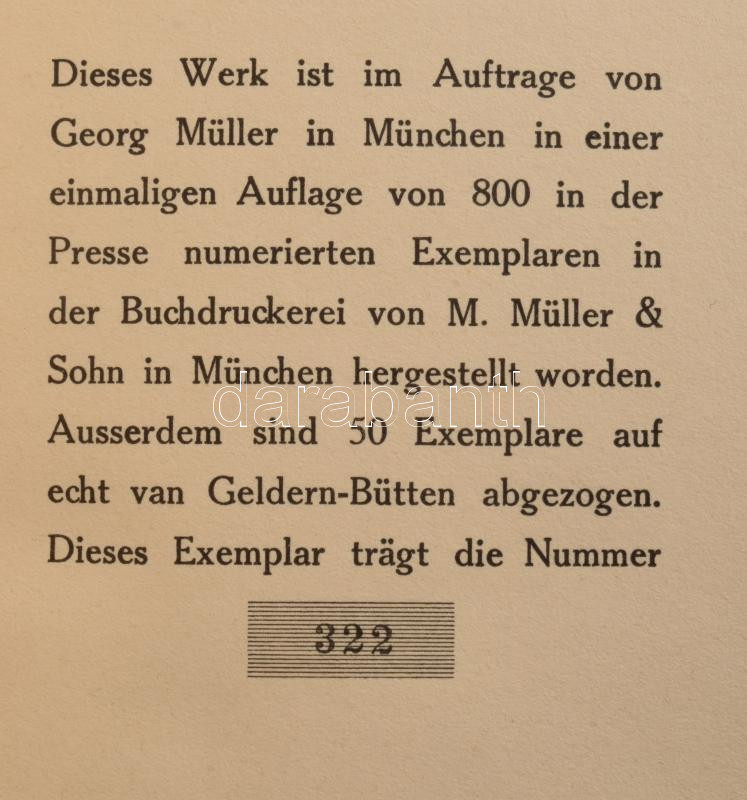 Dieses Werk ist im Auftrage von
Georg Müller in München in einer
einmaligen Auflage von 800 in der
Presse numerierten Exemplaren in
der Buchdruckerei von M. Müller &
Sohn in München hergestellt worden.
darabanth
Ausserdem sind 50 Exemplare auf
echt van Geldern-Bütten abgezogen.
Dieses Exemplar trägt die Nummer
322